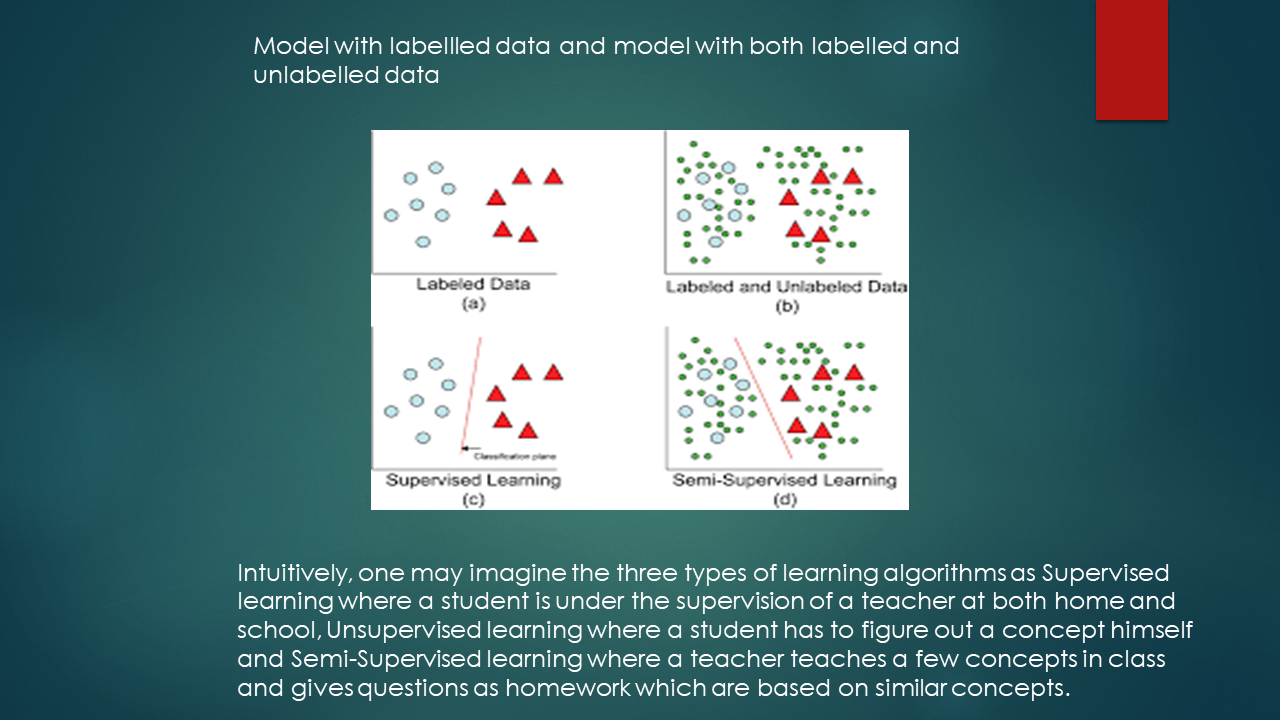 Model with labellled data and model with both labelled and
unlabelled data
Labeled Data
(a)
Labeled and Unlabeled Data
(b)
Classification plane
Supervised Learning
(c)
Semi-Supervised Learning
(d)
Intuitively, one may imagine the three types of learning algorithms as Supervised
learning where a student is under the supervision of a teacher at both home and
school, Unsupervised learning where a student has to figure out a concept himself
and Semi-Supervised learning where a teacher teaches a few concepts in class
and gives questions as homework which are based on similar concepts.